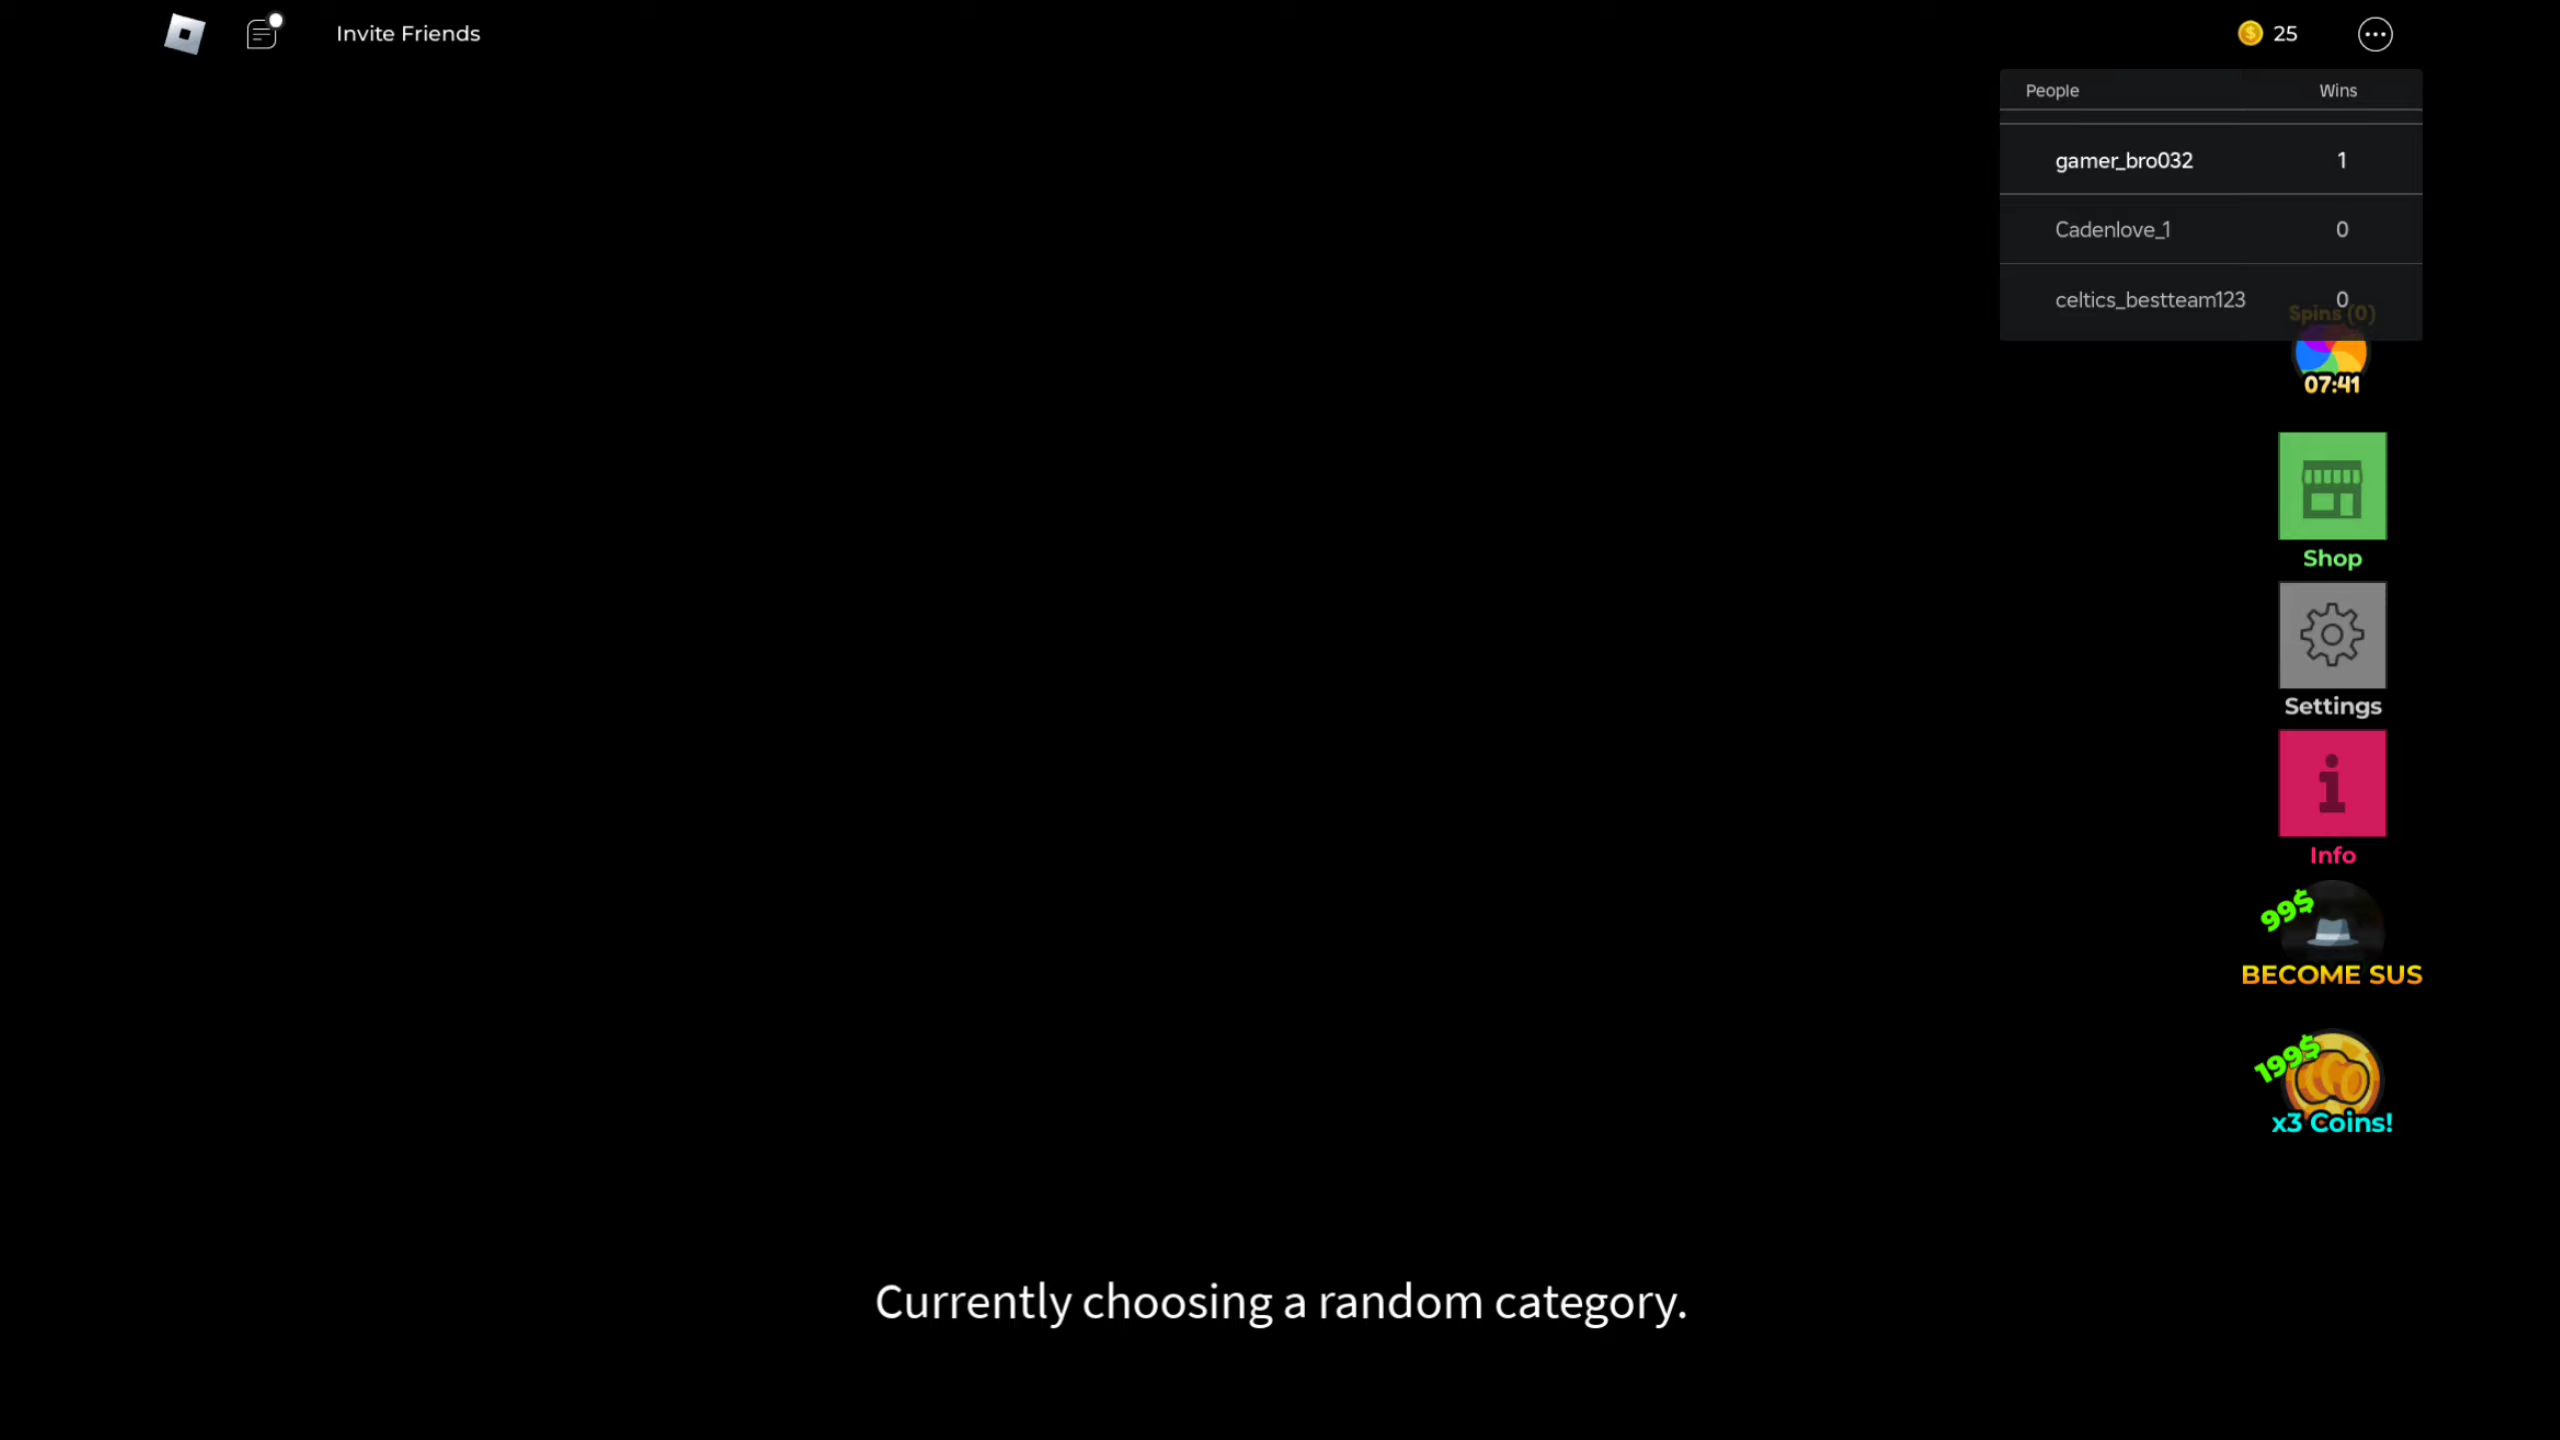 Invite Friends
25
People Wins
gamer_bro032 1
Cadenlove_1 0
celtics_bestteam123 0
Spins (0)
07:41
Shop
Settings
Info
99$
BECOME SUS
199$
x3 Coins!
Currently choosing a random category.